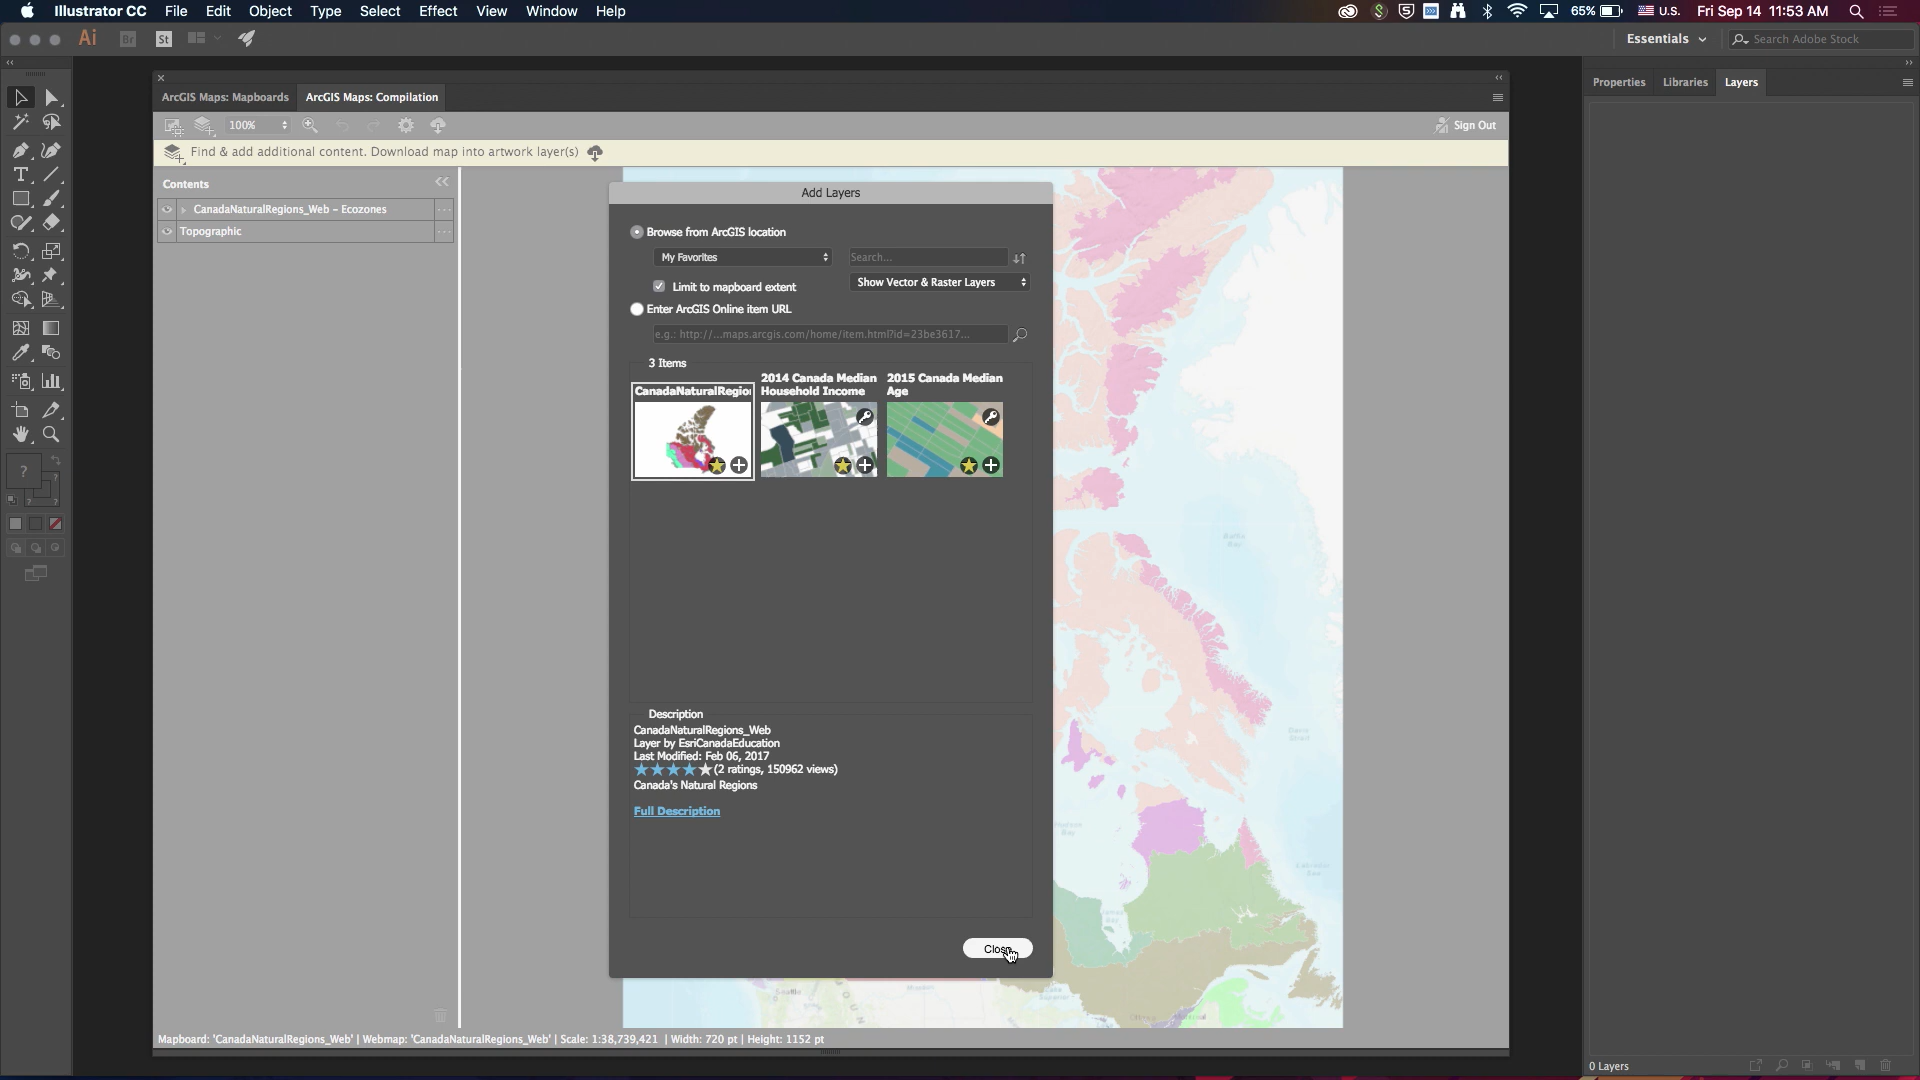 Illustrator CC File Edit Object Type Select Effect View Window Help
65% U.S. Fri Sep 14 11:53 AM
Ai Br St
Essentials
Search Adobe Stock
ArcGIS Maps: Mapboards ArcGIS Maps: Compilation
Properties Libraries Layers
100%
Sign Out
Find & add additional content. Download map into artwork layer(s)
Contents
CanadaNaturalRegions_Web - Ecozones
Topographic
Add Layers
Browse from ArcGIS location
My Favorites
Search...
Limit to mapboard extent
Show Vector & Raster Layers
Enter ArcGIS Online item URL
e.g.: http://...maps.arcgis.com/home/item.html?id=23be3617...
3 Items
CanadaNaturalRegio
2014 Canada Median
Household Income
2015 Canada Median
Age
Description
CanadaNaturalRegions_Web
Layer by EsriCanadaEducation
Last Modified: Feb 06, 2017
(2 ratings, 150962 views)
Canada's Natural Regions
Full Description
Close
Mapboard: 'CanadaNaturalRegions_Web' | Webmap: 'CanadaNaturalRegions_Web' | Scale: 1:38,739,421 | Width: 720 pt | Height: 1152 pt
0 Layers